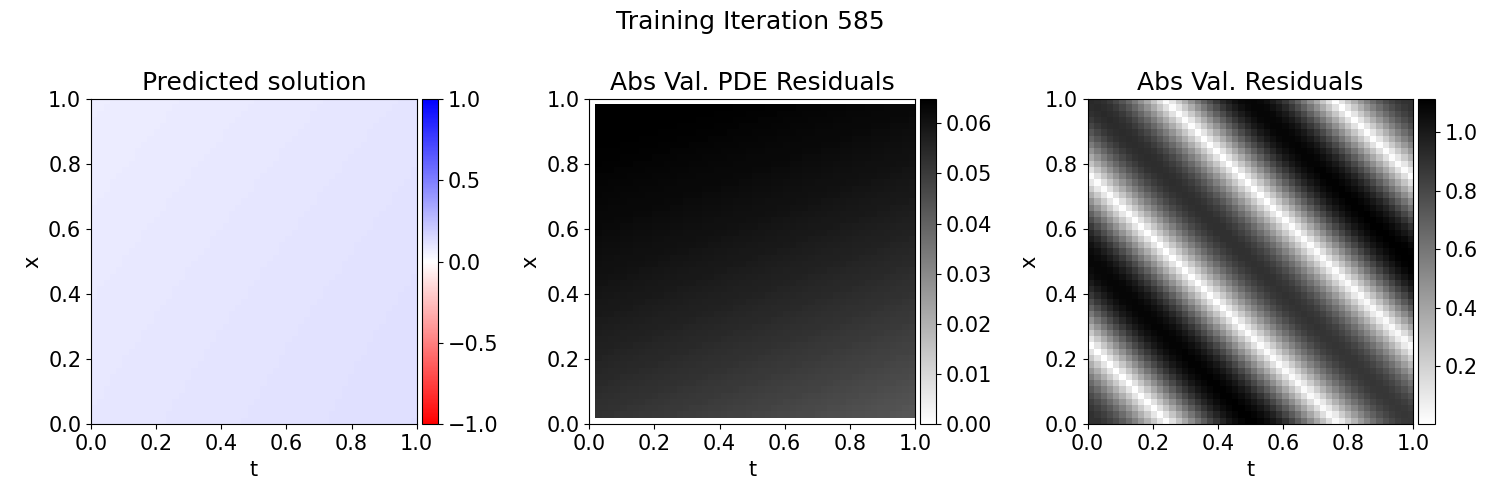 Training Iteration 585
Predicted solution
1.0
0.8
0.6
0.4
0.2
0.0
x
0.0 0.2 0.4 0.6 0.8 1.0
t
1.0
0.5
0.0
−0.5
−1.0
Abs Val. PDE Residuals
1.0
0.8
0.6
0.4
0.2
0.0
x
0.0 0.2 0.4 0.6 0.8 1.0
t
0.06
0.05
0.04
0.03
0.02
0.01
0.00
Abs Val. Residuals
1.0
0.8
0.6
0.4
0.2
0.0
x
0.0 0.2 0.4 0.6 0.8 1.0
t
1.0
0.8
0.6
0.4
0.2